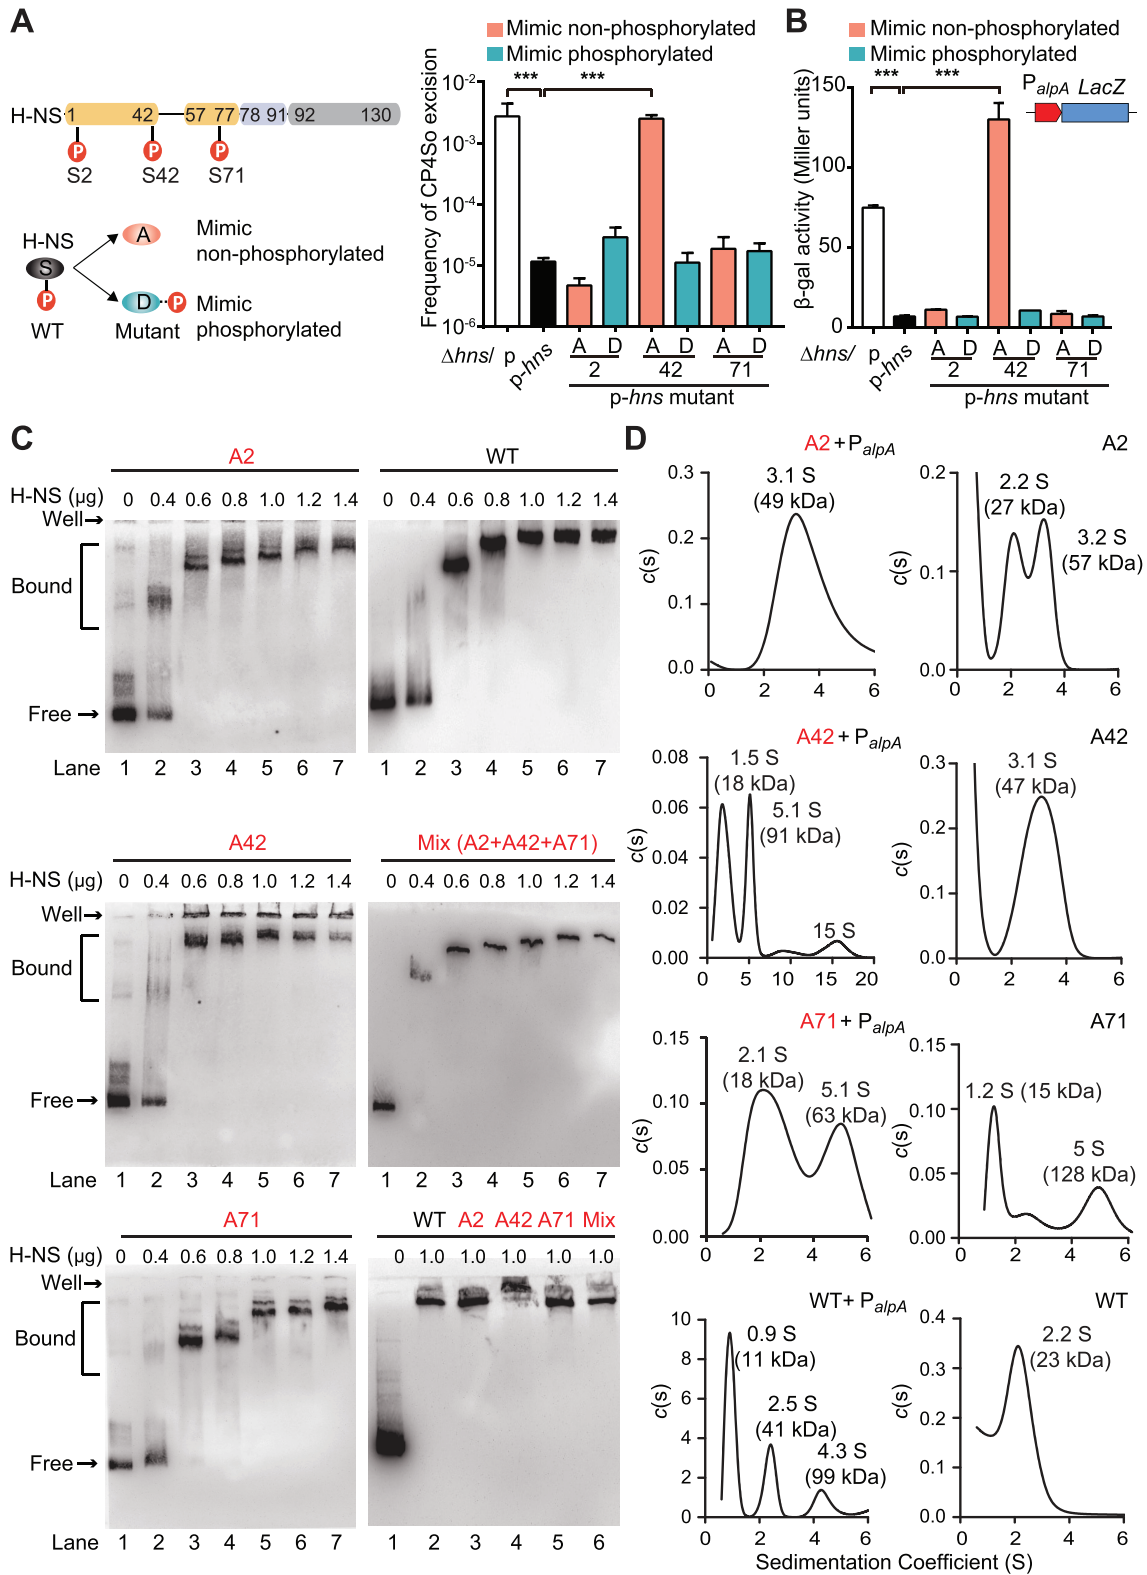 A
H-NS 1 42 57 77 78 91 92 130
P P P
S2 S42 S71
H-NS
S
P
WT
A
Mimic
non-phosphorylated
D P
Mutant
Mimic
phosphorylated
Mimic non-phosphorylated
Mimic phosphorylated
*** ***
Frequency of CP4So excision
10-2
10-3
10-4
10-5
10-6
A D A D A D
Δhns/ p p-hns 2 42 71
p-hns mutant
B
Mimic non-phosphorylated
Mimic phosphorylated
*** ***
PalpA LacZ
β-gal activity (Miller units)
150
100
50
0
A D A D A D
Δhns/ p p-hns 2 42 71
p-hns mutant
C
A2
H-NS (µg) 0 0.4 0.6 0.8 1.0 1.2 1.4
Well
Bound
Free
Lane 1 2 3 4 5 6 7
WT
0 0.4 0.6 0.8 1.0 1.2 1.4
1 2 3 4 5 6 7
A42
H-NS (µg) 0 0.4 0.6 0.8 1.0 1.2 1.4
Well
Bound
Free
Lane 1 2 3 4 5 6 7
Mix (A2+A42+A71)
0 0.4 0.6 0.8 1.0 1.2 1.4
1 2 3 4 5 6 7
A71
H-NS (µg) 0 0.4 0.6 0.8 1.0 1.2 1.4
Well
Bound
Free
Lane 1 2 3 4 5 6 7
WT A2 A42 A71 Mix
0 1.0 1.0 1.0 1.0 1.0
1 2 3 4 5 6
D
A2 + PalpA
c(s)
0.3
0.2
0.1
0.0
3.1 S
(49 kDa)
0 2 4 6
A2
c(s)
0.2
0.1
0.0
2.2 S
(27 kDa)
3.2 S
(57 kDa)
0 2 4 6
A42 + PalpA
c(s)
0.08
0.06
0.04
0.02
0.00
1.5 S
(18 kDa)
5.1 S
(91 kDa)
15 S
0 5 10 15 20
A42
c(s)
0.3
0.2
0.1
0.0
3.1 S
(47 kDa)
0 2 4 6
A71 + PalpA
c(s)
0.15
0.10
0.05
0.00
2.1 S
(18 kDa)
5.1 S
(63 kDa)
0 2 4 6
A71
c(s)
0.15
0.10
0.05
0.00
1.2 S (15 kDa)
5 S
(128 kDa)
0 2 4 6
WT+ PalpA
c(s)
10
8
6
4
2
0
0.9 S
(11 kDa)
2.5 S
(41 kDa)
4.3 S
(99 kDa)
0 2 4 6
WT
c(s)
0.4
0.3
0.2
0.1
0.0
2.2 S
(23 kDa)
0 2 4 6
Sedimentation Coefficient (S)